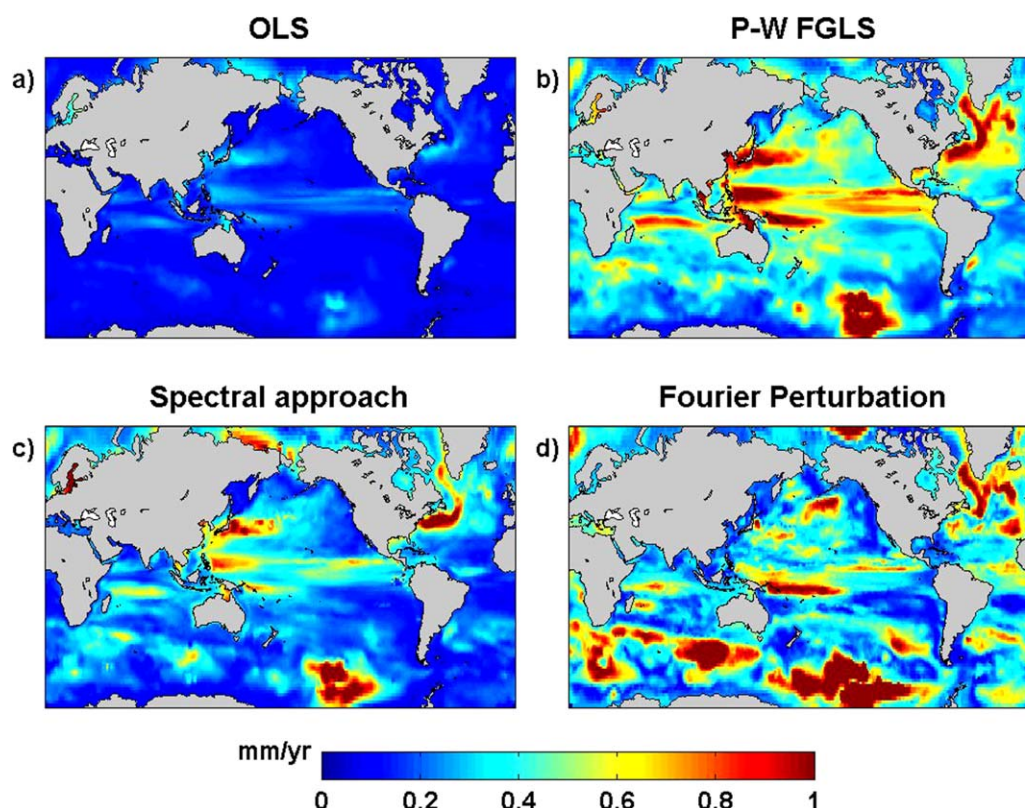 OLS
P-W FGLS
a)
b)
Spectral approach
Fourier Perturbation
c)
d)
mm/yr
0 0.2 0.4 0.6 0.8 1